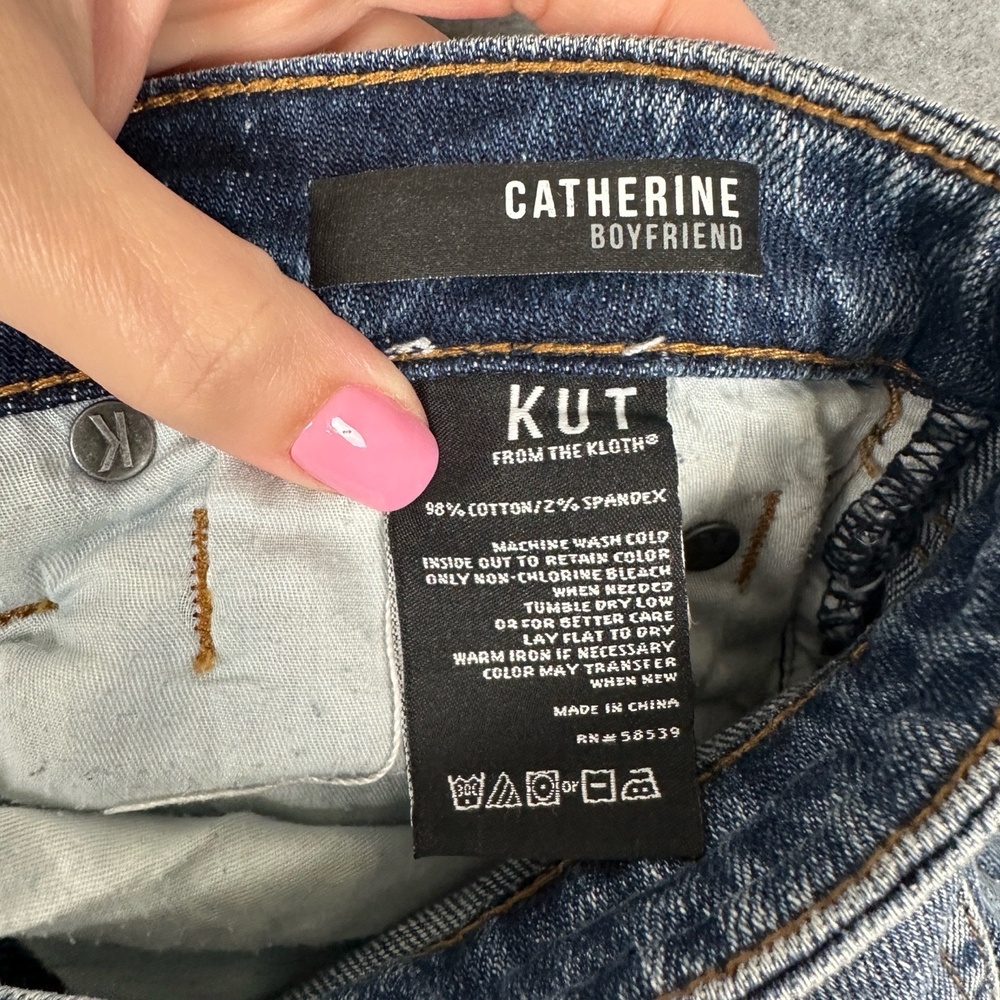 CATHERINE
BOYFRIEND
KUT
FROM THE KLOTH®
98% COTTON/2% SPANDEX
MACHINE WASH COLD
INSIDE OUT TO RETAIN COLOR
ONLY NON-CHLORINE BLEACH
WHEN NEEDED
TUMBLE DRY LOW
OR FOR BETTER CARE
LAY FLAT TO DRY
WARM IRON IF NECESSARY
COLOR MAY TRANSFER
WHEN NEW
MADE IN CHINA
RN#58539
30C or
K